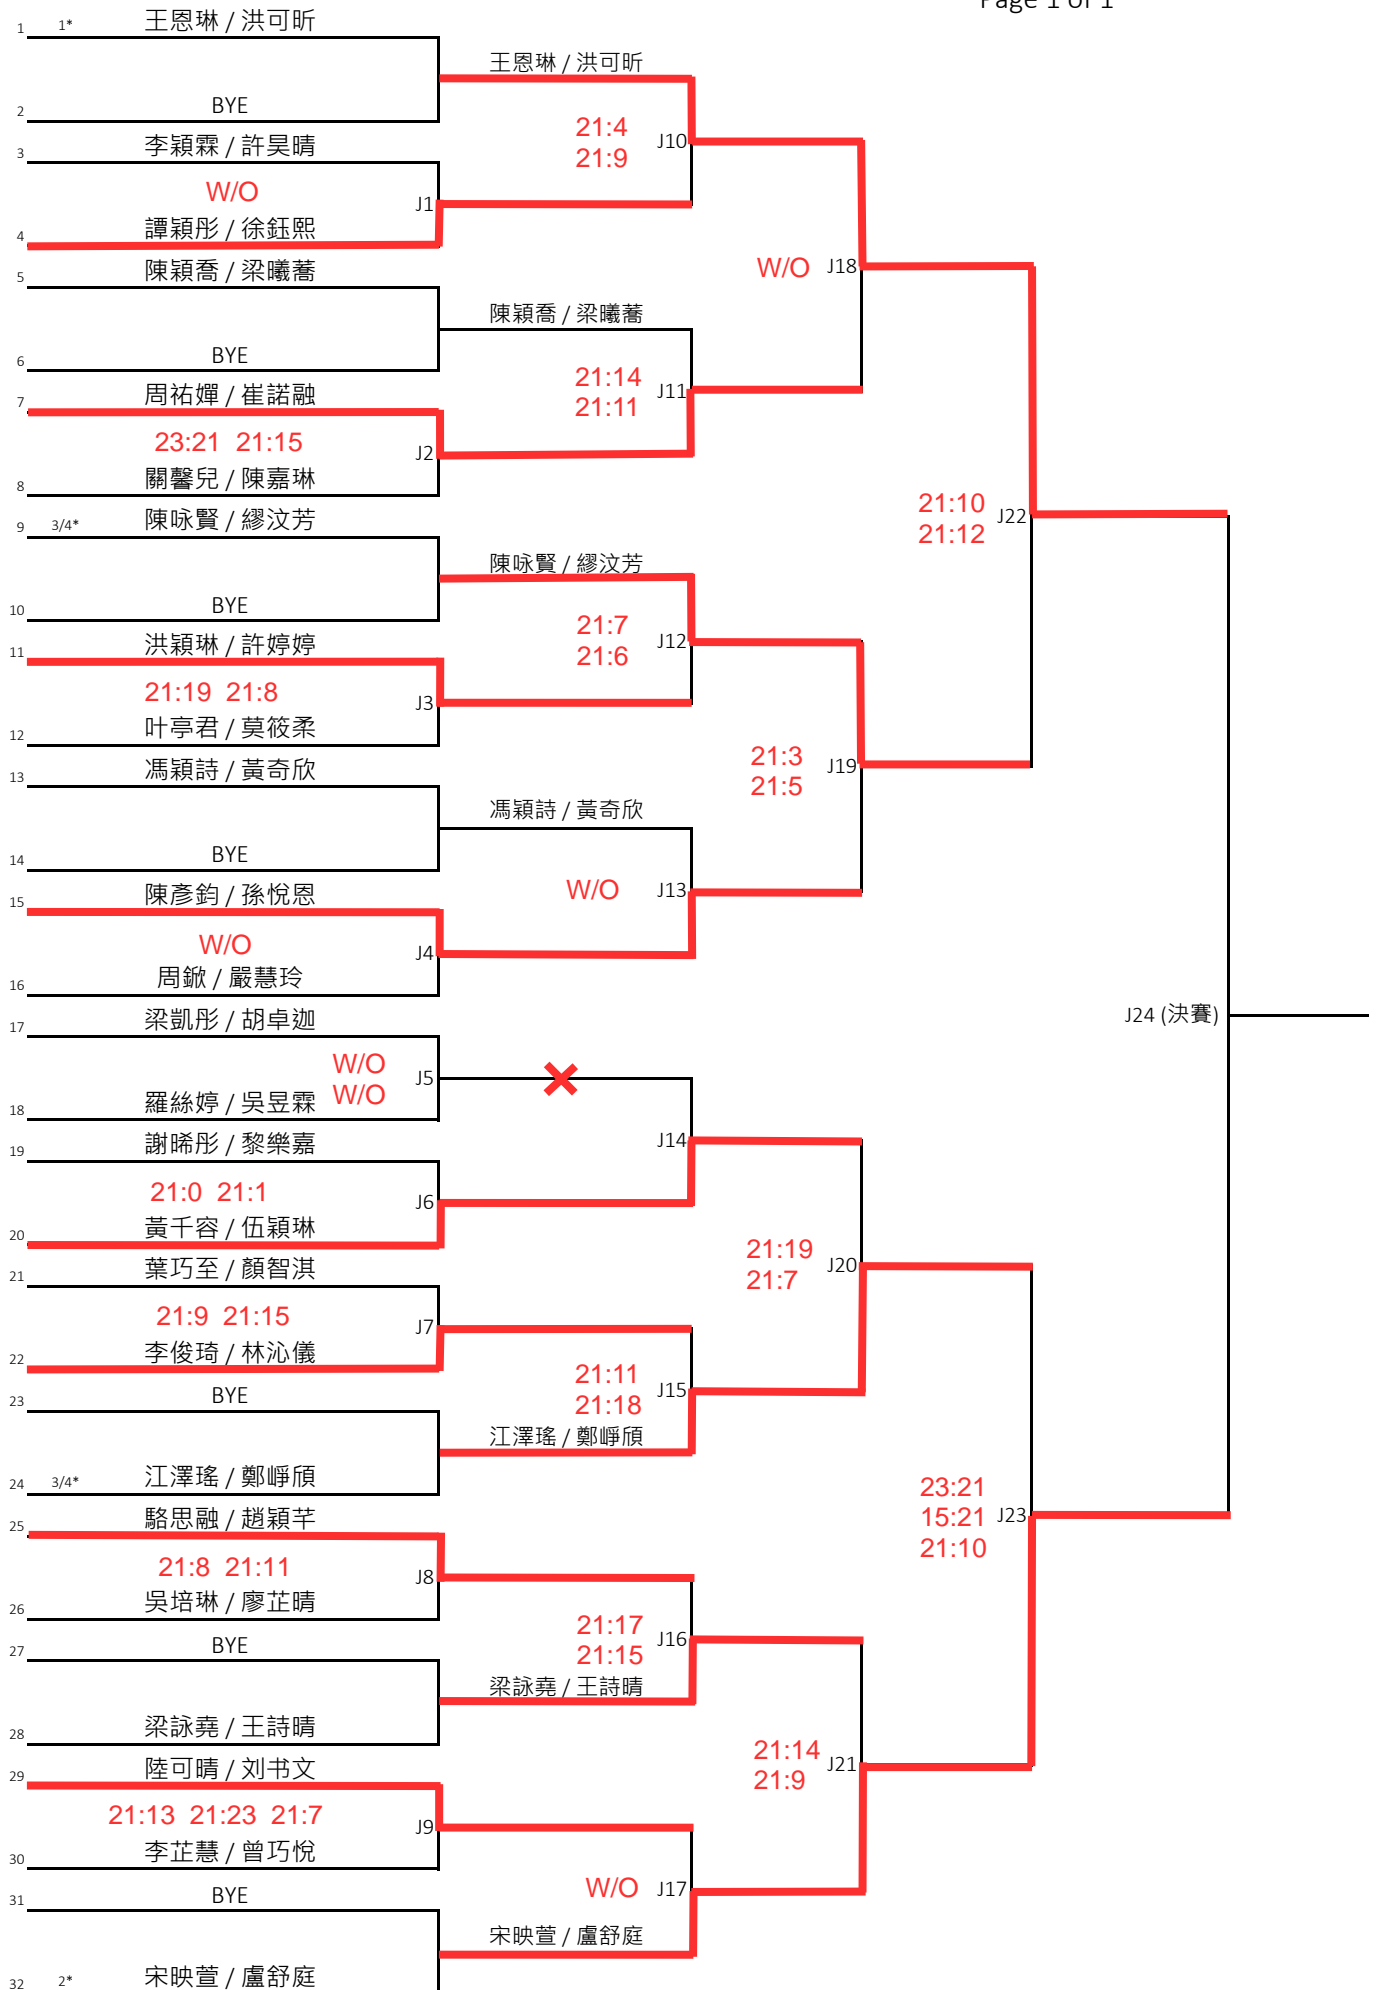 Page 1 of 1
1 1* 王恩琳 / 洪可昕
王恩琳 / 洪可昕
2 BYE
21:4
21:9
J10
3 李穎霖 / 許昊晴
W/O
J1
4 譚穎彤 / 徐鈺熙
W/O J18
5 陳穎喬 / 梁曦蕎
陳穎喬 / 梁曦蕎
6 BYE
21:14
21:11
J11
7 周祐嬋 / 崔諾融
23:21 21:15
J2
8 關馨兒 / 陳嘉琳
21:10
21:12
J22
9 3/4* 陳咏賢 / 繆汶芳
陳咏賢 / 繆汶芳
10 BYE
21:7
21:6
J12
11 洪穎琳 / 許婷婷
21:19 21:8
J3
12 叶亭君 / 莫筱柔
21:3
21:5
J19
13 馮穎詩 / 黃奇欣
馮穎詩 / 黃奇欣
14 BYE
W/O J13
15 陳彥鈞 / 孫悅恩
W/O
J4
16 周鍁 / 嚴慧玲
J24 (決賽)
17 梁凱彤 / 胡卓迦
W/O
W/O
J5
18 羅絲婷 / 吳昱霖
J14
19 謝晞彤 / 黎樂嘉
21:0 21:1
J6
20 黃千容 / 伍穎琳
21:19
21:7
J20
21 葉巧至 / 顏智淇
21:9 21:15
J7
22 李俊琦 / 林沁儀
21:11
21:18
J15
23 BYE
江澤瑤 / 鄭崢頎
24 3/4* 江澤瑤 / 鄭崢頎
23:21
15:21
21:10
J23
25 駱思融 / 趙穎芊
21:8 21:11
J8
26 吳培琳 / 廖芷晴
21:17
21:15
J16
27 BYE
梁詠堯 / 王詩晴
28 梁詠堯 / 王詩晴
21:14
21:9
J21
29 陸可晴 / 刘书文
21:13 21:23 21:7
J9
30 李芷慧 / 曾巧悅
W/O J17
31 BYE
宋映萱 / 盧舒庭
32 2* 宋映萱 / 盧舒庭